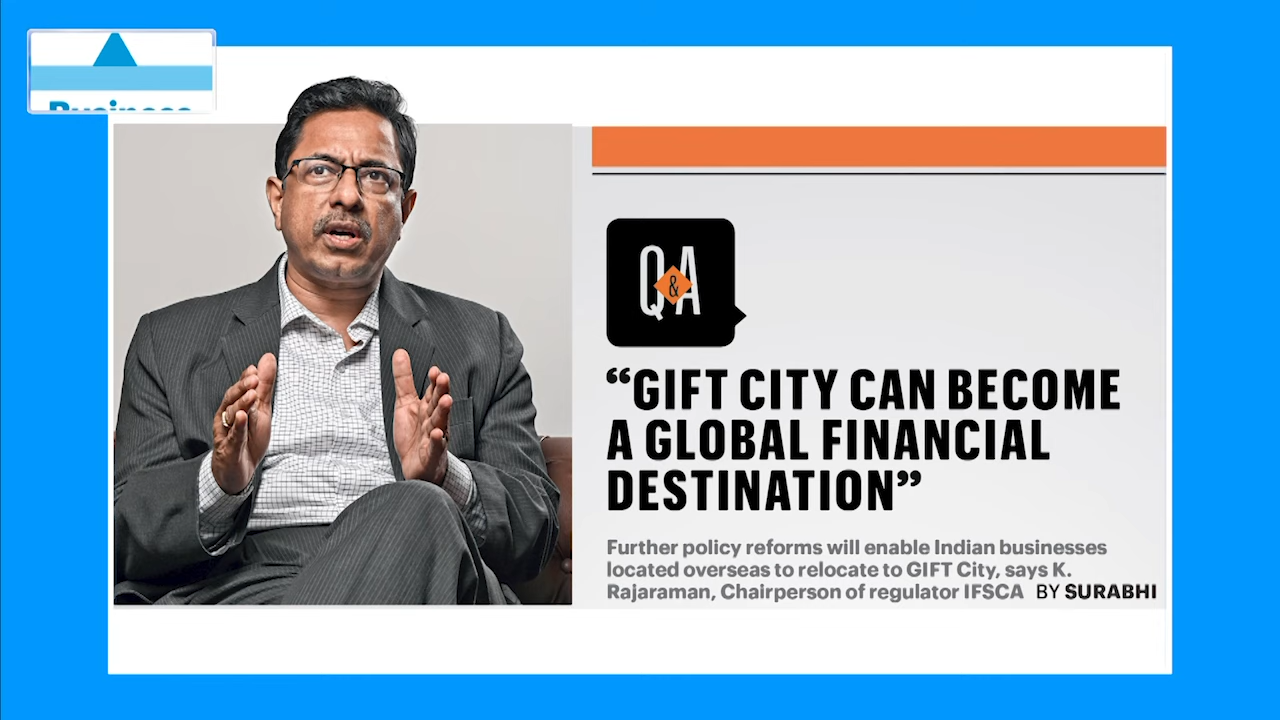 Business
Q&A
“GIFT CITY CAN BECOME
A GLOBAL FINANCIAL
DESTINATION”
Further policy reforms will enable Indian businesses
located overseas to relocate to GIFT City, says K.
Rajaraman, Chairperson of regulator IFSCA BY SURABHI